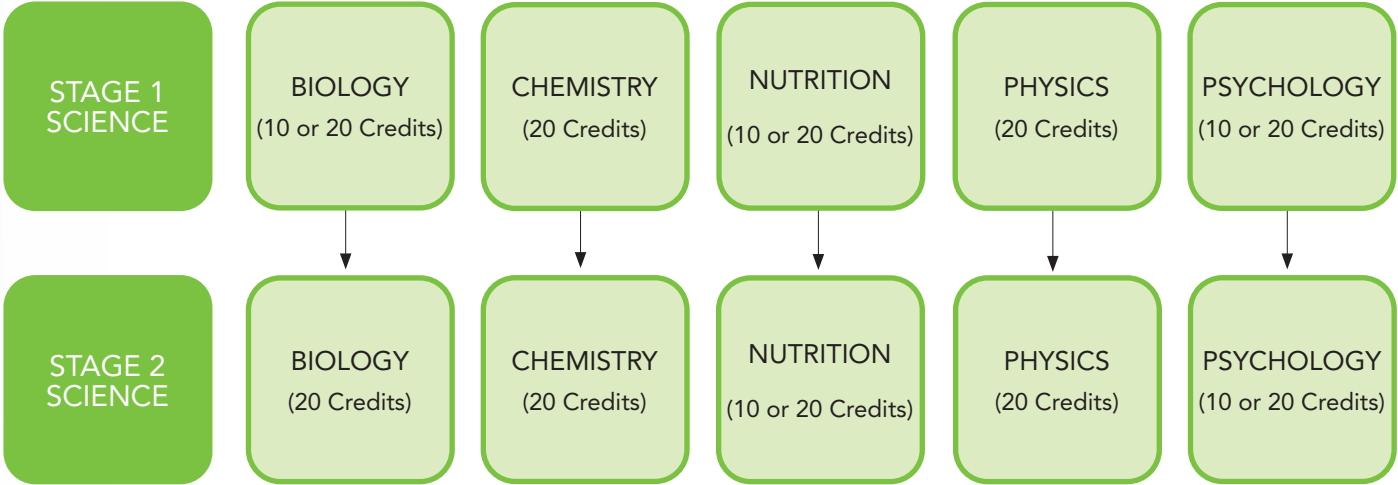 STAGE 1
SCIENCE
BIOLOGY
(10 or 20 Credits)
CHEMISTRY
(20 Credits)
NUTRITION
(10 or 20 Credits)
PHYSICS
(20 Credits)
PSYCHOLOGY
(10 or 20 Credits)
STAGE 2
SCIENCE
BIOLOGY
(20 Credits)
CHEMISTRY
(20 Credits)
NUTRITION
(10 or 20 Credits)
PHYSICS
(20 Credits)
PSYCHOLOGY
(10 or 20 Credits)